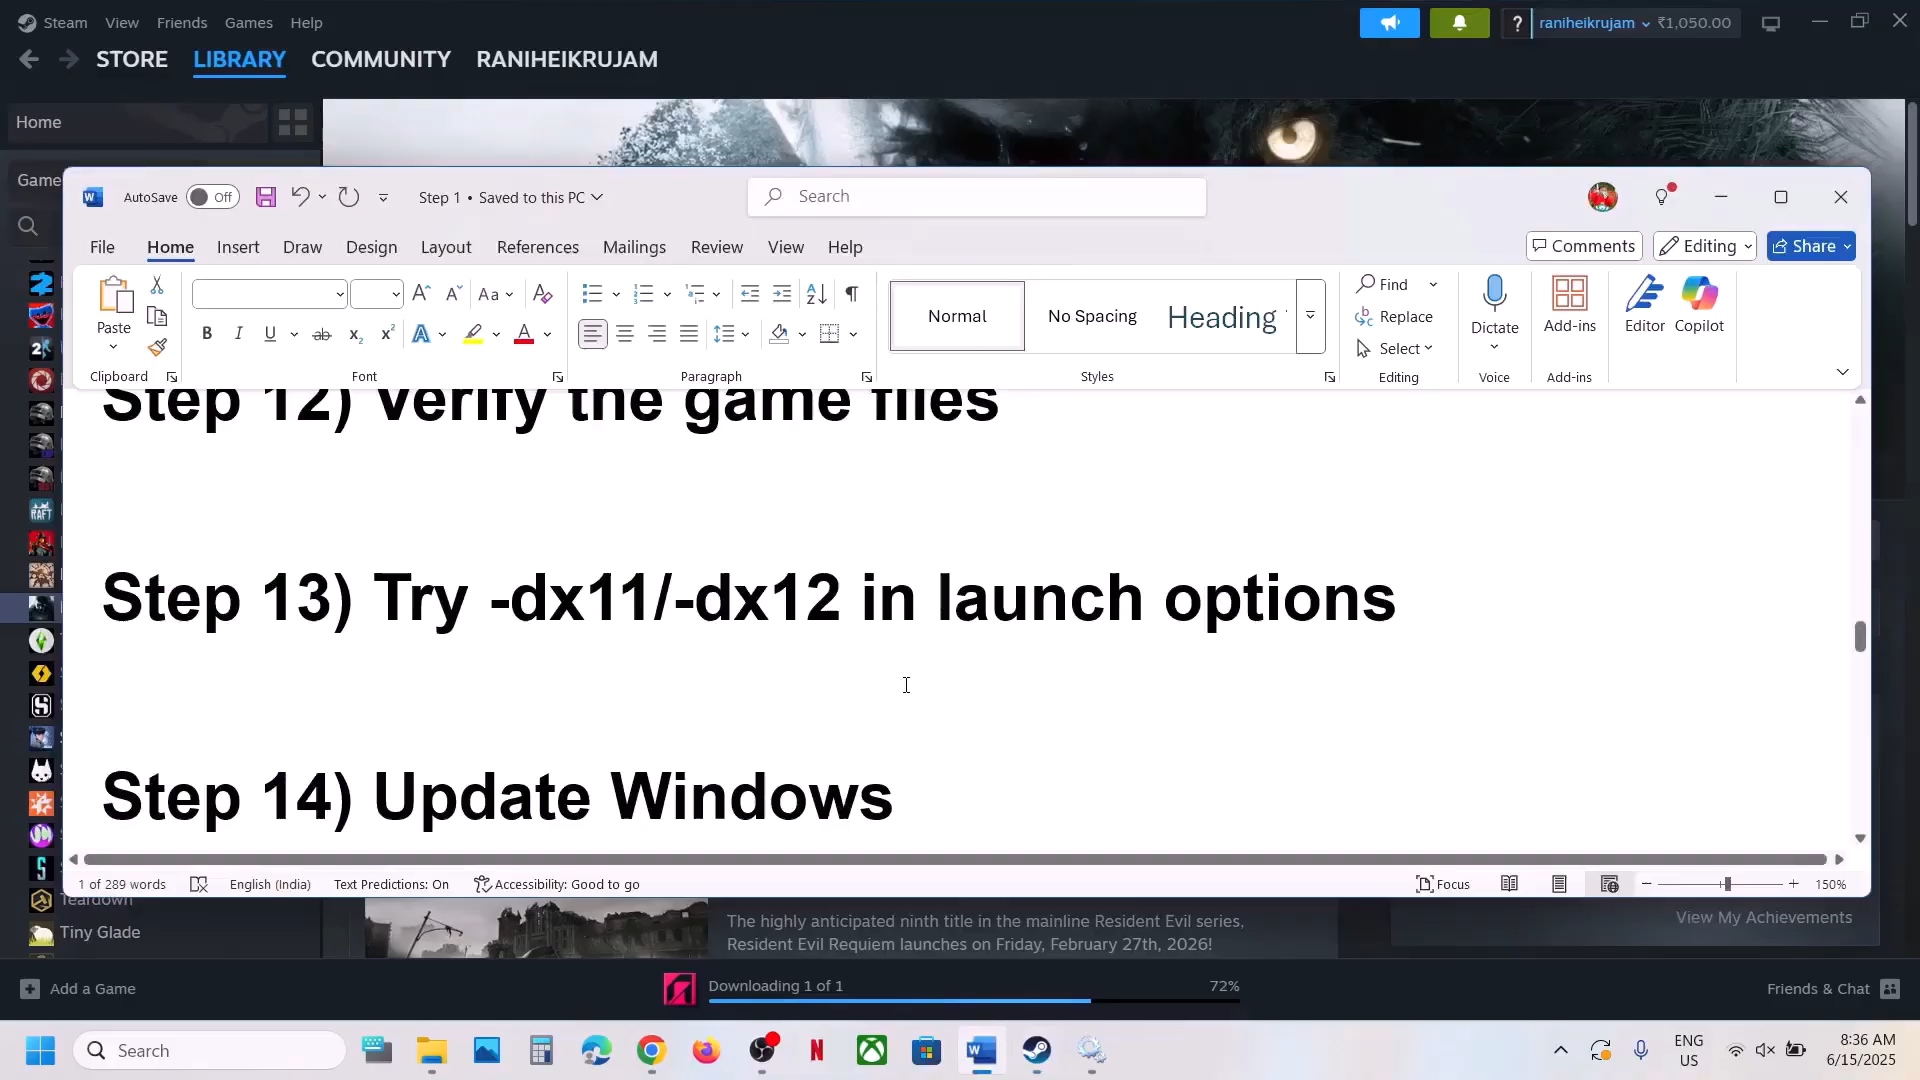 Steam View Friends Games Help
? raniheikrujam ₹1,050.00
STORE LIBRARY COMMUNITY RANIHEIKRUJAM
Home
Game
AutoSave Off Step 1 • Saved to this PC Search
File Home Insert Draw Design Layout References Mailings Review View Help Comments Editing Share
Paste
Clipboard
Font
Paragraph
Normal
No Spacing
Heading
Styles
Find
Replace
Select
Editing
Dictate
Voice
Add-ins
Add-ins
Editor
Copilot
Step 12) Verify the game files
Step 13) Try -dx11/-dx12 in launch options
Step 14) Update Windows
1 of 289 words English (India) Text Predictions: On Accessibility: Good to go Focus 150%
Teardown
Tiny Glade
The highly anticipated ninth title in the mainline Resident Evil series,
Resident Evil Requiem launches on Friday, February 27th, 2026!
View My Achievements
Add a Game
Downloading 1 of 1 72%
Friends & Chat
Search
ENG
US
8:36 AM
6/15/2025